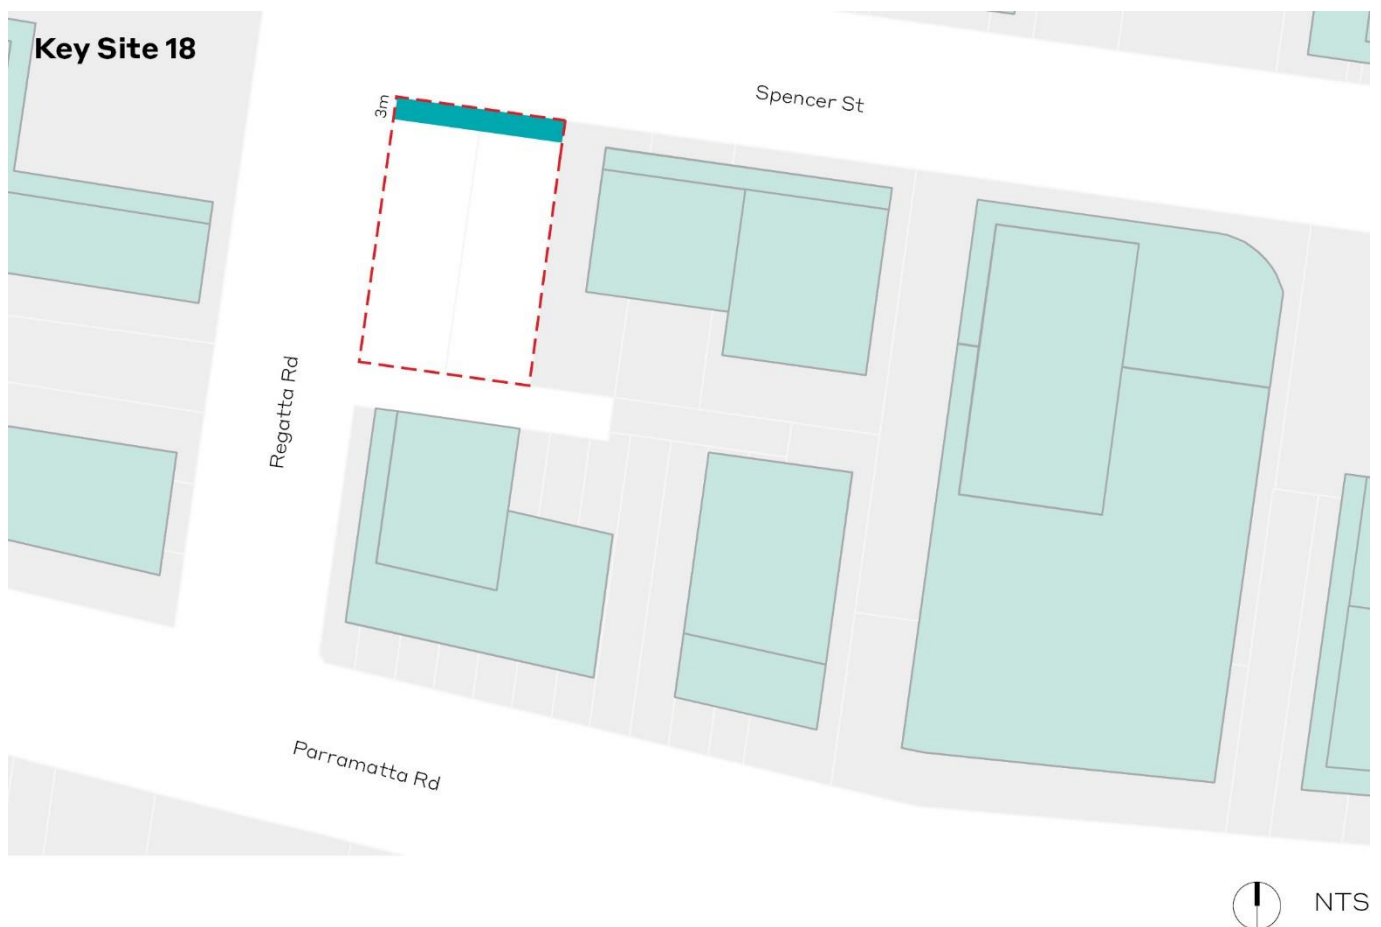 Key Site 18
Spencer St
3m
Regatta Rd
Parramatta Rd
NTS